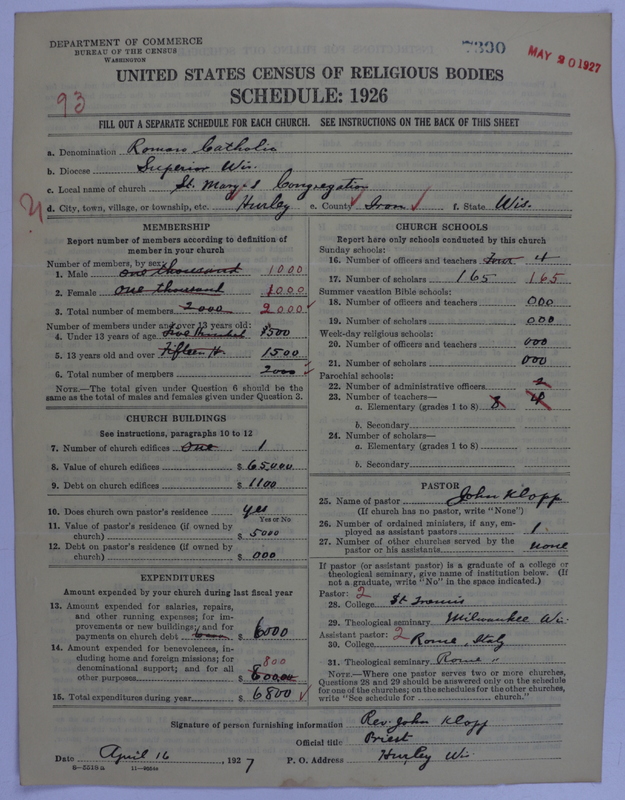 DEPARTMENT OF COMMERCE
BUREAU OF THE CENSUS
WASHINGTON
7390
MAY 20 1927
UNITED STATES CENSUS OF RELIGIOUS BODIES
SCHEDULE: 1926
93
FILL OUT A SEPARATE SCHEDULE FOR EACH CHURCH. SEE INSTRUCTIONS ON THE BACK OF THIS SHEET
a. Denomination Roman Catholic
b. Diocese Superior Wis.
c. Local name of church St. Mary's Congregation
d. City, town, village, or township, etc. Hurley e. County Iron f. State Wis.
MEMBERSHIP
Report number of members according to definition of
member in your church
Number of members, by sex:
1. Male one thousand 1000
2. Female one thousand 1000
3. Total number of members 2000 2000
Number of members under and over 13 years old:
4. Under 13 years of age five hundred 500
5. 13 years old and over Fifteen H. 1500
6. Total number of members 2000
NOTE.—The total given under Question 6 should be the
same as the total of males and females given under Question 3.
CHURCH BUILDINGS
See instructions, paragraphs 10 to 12
7. Number of church edifices one 1
8. Value of church edifices $ 65,000
9. Debt on church edifices $ 1100
10. Does church own pastor's residence? yes
Yes or No
11. Value of pastor's residence (if owned by
church) $ 5000
12. Debt on pastor's residence (if owned by
church) $ 000
EXPENDITURES
Amount expended by your church during last fiscal year
13. Amount expended for salaries, repairs,
and other running expenses; for im-
provements or new buildings; and for
payments on church debt $ 6000
14. Amount expended for benevolences, in-
cluding home and foreign missions; for
denominational support; and for all 800
other purposes $
15. Total expenditures during year $ 6800
CHURCH SCHOOLS
Report here only schools conducted by this church
Sunday schools:
16. Number of officers and teachers four 4
17. Number of scholars 165 165
Summer vacation Bible schools:
18. Number of officers and teachers 000
19. Number of scholars 000
Week-day religious schools:
20. Number of officers and teachers 000
21. Number of scholars 000
Parochial schools:
22. Number of administrative officers 2
23. Number of teachers—
a. Elementary (grades 1 to 8) 8 4
b. Secondary
24. Number of scholars—
a. Elementary (grades 1 to 8)
b. Secondary
PASTOR
25. Name of pastor John Klopp
(If church has no pastor, write "None")
26. Number of ordained ministers, if any, em-
ployed as assistant pastors 1.
27. Number of other churches served by the
pastor or his assistants none
If pastor (or assistant pastor) is a graduate of a college or
theological seminary, give name of institution below. (If
not a graduate, write "No" in the space indicated.)
Pastor: 2
28. College St. Francis
29. Theological seminary Milwaukee Wis.
Assistant pastor: 2
30. College Rome, Italy
31. Theological seminary Rome "
NOTE.—Where one pastor serves two or more churches,
Questions 28 and 29 should be answered only on the schedule
for one of the churches; on the schedules for the other churches,
write "See schedule for church."
Signature of person furnishing information Rev. John Klopp
Official title Priest
Date April 16, 1927 P. O. Address Hurley Wis.